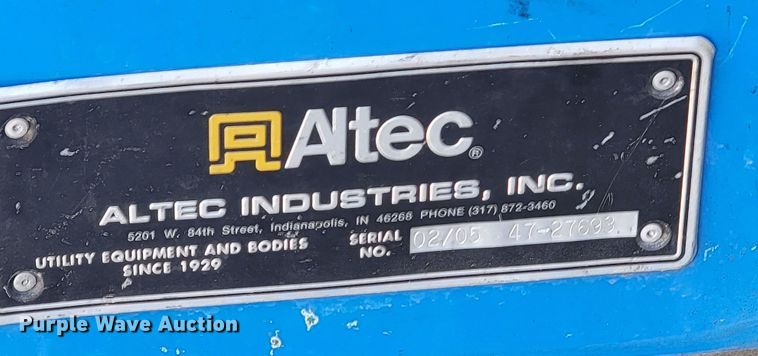 Altec®
ALTEC INDUSTRIES, INC.
5201 W. 84th Street, Indianapolis, IN 46268 PHONE (317) 872-3460
UTILITY EQUIPMENT AND BODIES
SINCE 1929
SERIAL
NO.
02/05 47-27693
Purple Wave Auction